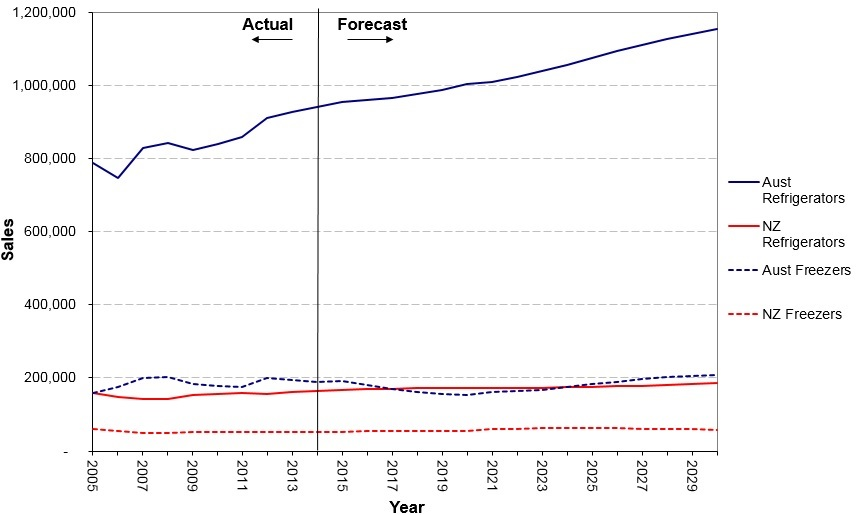 1,200,000
Actual
Forecast
1,000,000
800,000
600,000
400,000
200,000
-
Sales
2005
2007
2009
2011
2013
2015
2017
2019
2021
2023
2025
2027
2029
Year
Aust
Refrigerators
NZ
Refrigerators
Aust Freezers
NZ Freezers